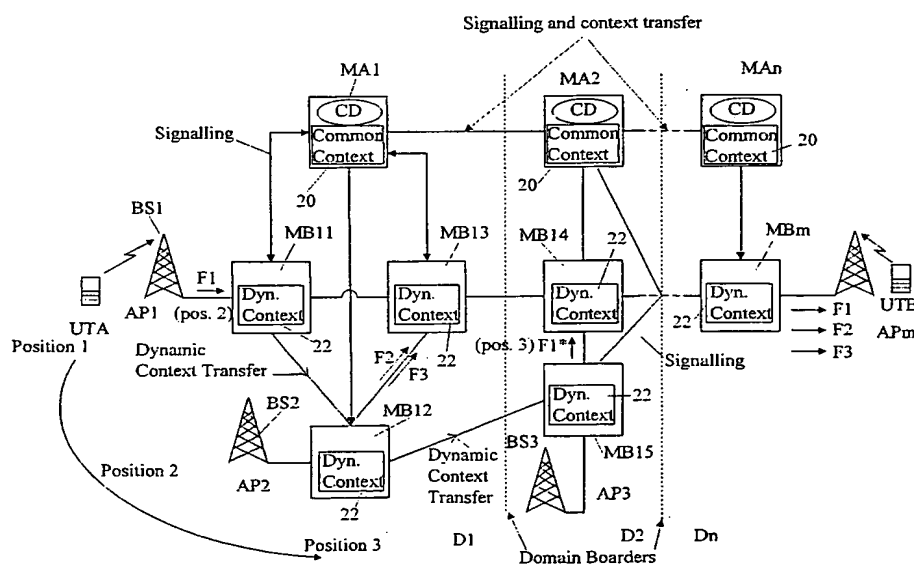 Signalling and context transfer
MA1
MA2
MAn
CD
Common
Context
CD
Common
Context
CD
Common
Context
20
Signalling
20
20
BS1
MB11
MB13
MB14
MBm
22
F1
Dyn.
Context
Dyn.
Context
Dyn.
Context
Dyn.
Context
22
UTA
AP1
(pos. 2)
22
22
F1
F2
F3
UTB
APm
Position 1
Dynamic
Context Transfer
F2
F3
(pos. 3)
F1*
Signalling
BS2
MB12
Dyn.
Context
22
Dyn.
Context
22
BS3
MB15
Position 2
AP2
Dynamic
Context
Transfer
AP3
Position 3
D1
D2
Dn
Domain Boarders